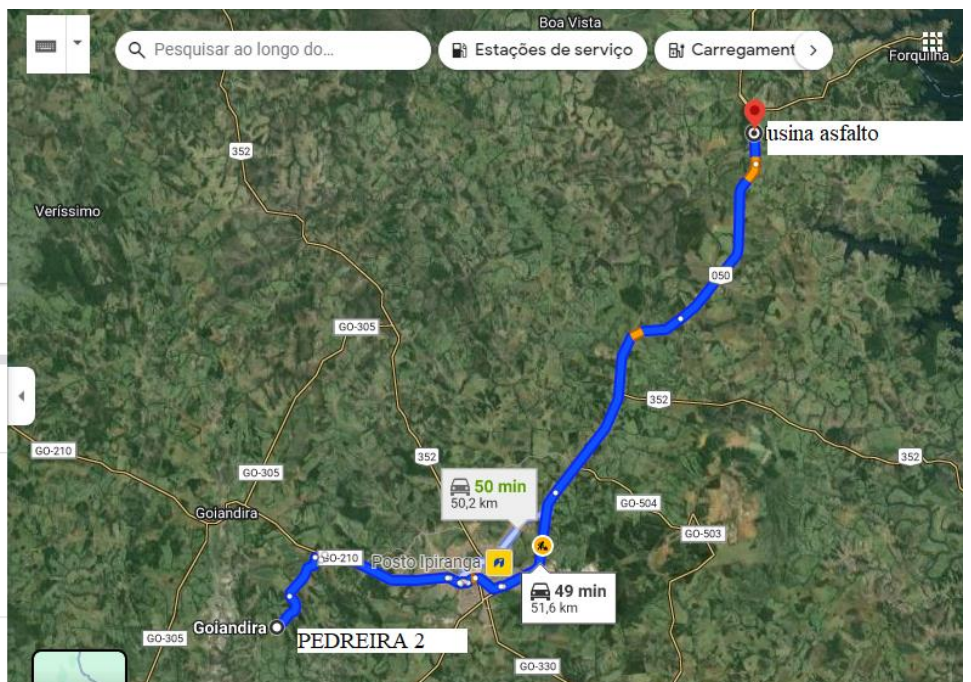 Boa Vista
Pesquisar ao longo do…
Estações de serviço
Carregament
Forquilha
usina asfalto
352
Veríssimo
050
GO-305
352
GO-210
GO-305
352
352
50 min
50,2 km
GO-504
Goiandira
GO-503
GO-210
Posto Ipiranga
49 min
51,6 km
Goiandira
PEDREIRA 2
GO-305
GO-330